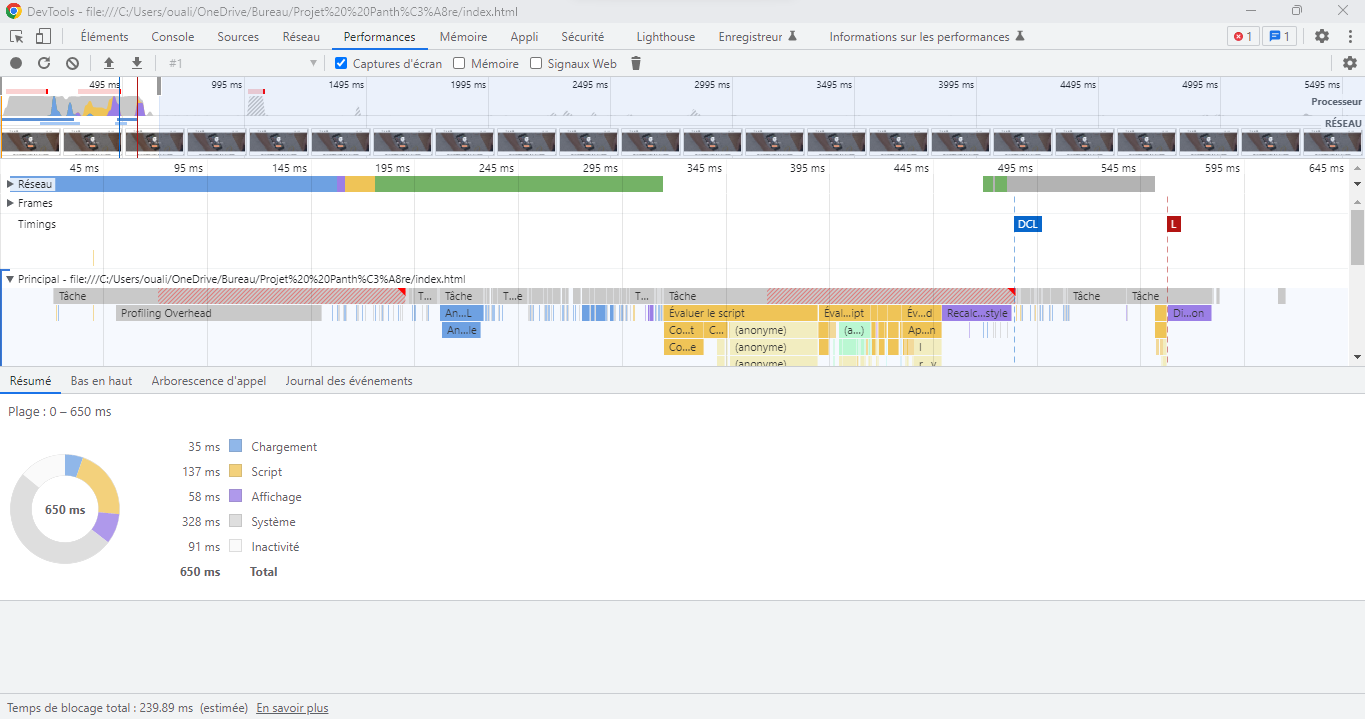 DevTools - file:///C:/Users/ouali/OneDrive/Bureau/Projet%20%20Panth%C3%A8re/index.html
Éléments Console Sources Réseau Performances Mémoire Appli Sécurité Lighthouse Enregistreur Informations sur les performances 1 1
#1 Captures d'écran Mémoire Signaux Web
495 ms 995 ms 1495 ms 1995 ms 2495 ms 2995 ms 3495 ms 3995 ms 4495 ms 4995 ms 5495 ms
Processeur
RÉSEAU
45 ms 95 ms 145 ms 195 ms 245 ms 295 ms 345 ms 395 ms 445 ms 495 ms 545 ms 595 ms 645 ms
Réseau
Frames
Timings DCL L
Principal - file:///C:/Users/ouali/OneDrive/Bureau/Projet%20%20Panth%C3%A8re/index.html
Tâche T... Tâche T...e T... Tâche Tâche Tâche
Profiling Overhead An...L Évaluer le script Éval...ipt Év...d Recalc...style Di...on
An...le Co...t C... (anonyme) (a...) Ap...n
Co...e (anonyme) l
(anonyme) r...y
Résumé Bas en haut Arborescence d'appel Journal des événements
Plage : 0 – 650 ms
35 ms Chargement
137 ms Script
58 ms Affichage
650 ms
328 ms Système
91 ms Inactivité
650 ms Total
Temps de blocage total : 239.89 ms (estimée) En savoir plus